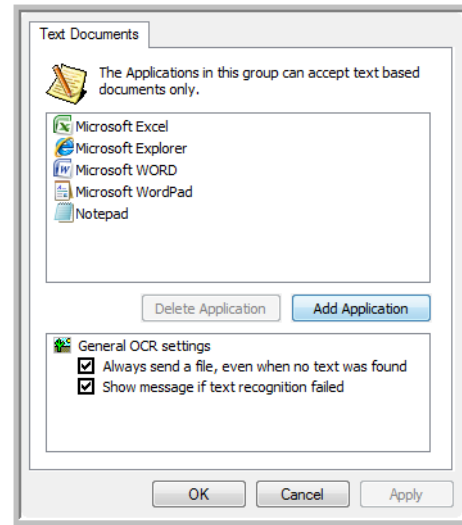 Text Documents
The Applications in this group can accept text based
documents only.
Microsoft Excel
Microsoft Explorer
Microsoft WORD
Microsoft WordPad
Notepad
Delete Application
Add Application
General OCR settings
Always send a file, even when no text was found
Show message if text recognition failed
OK
Cancel
Apply